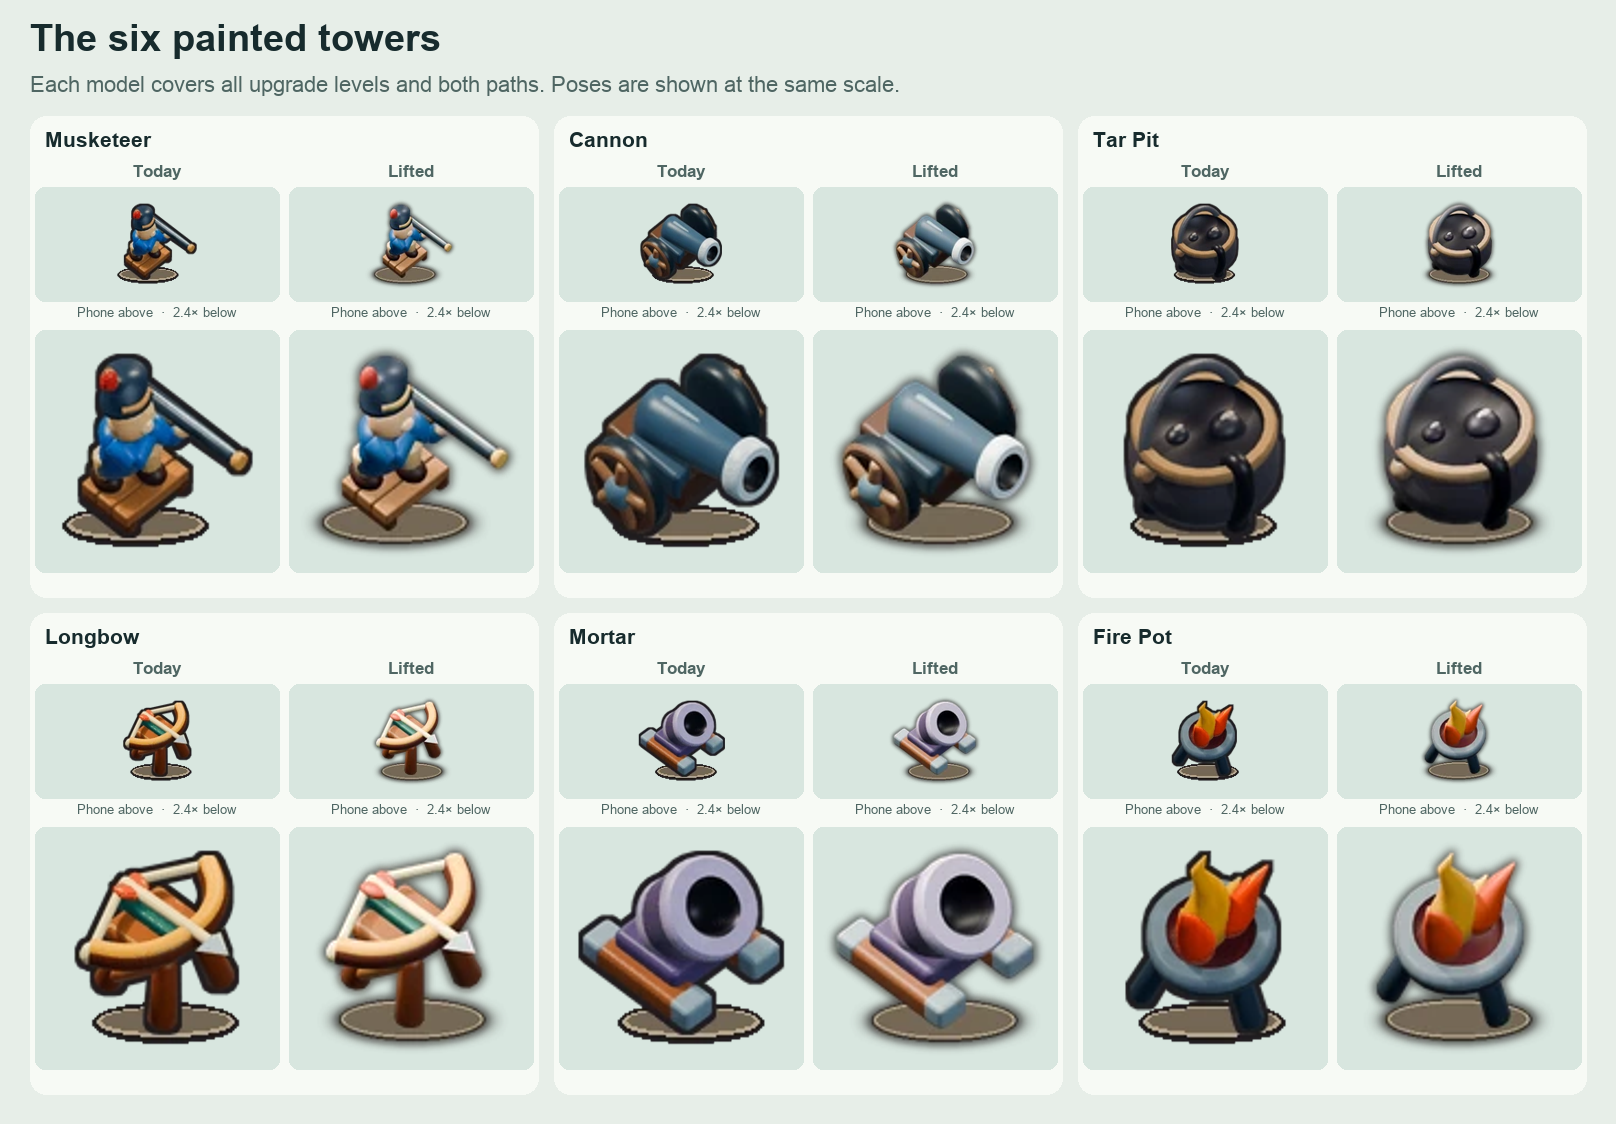 The six painted towers
Each model covers all upgrade levels and both paths. Poses are shown at the same scale.
Musketeer
Today
Lifted
Phone above · 2.4× below
Phone above · 2.4× below
Cannon
Today
Lifted
Phone above · 2.4× below
Phone above · 2.4× below
Tar Pit
Today
Lifted
Phone above · 2.4× below
Phone above · 2.4× below
Longbow
Today
Lifted
Phone above · 2.4× below
Phone above · 2.4× below
Mortar
Today
Lifted
Phone above · 2.4× below
Phone above · 2.4× below
Fire Pot
Today
Lifted
Phone above · 2.4× below
Phone above · 2.4× below